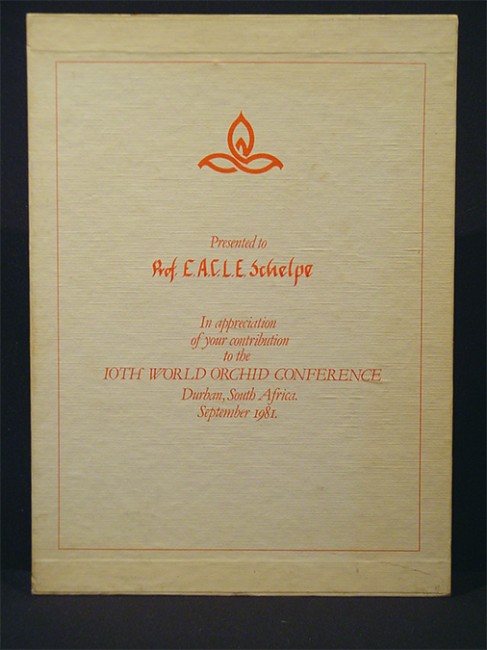 Presented to
Prof. E.A.C.L.E. Schelpe
In appreciation
of your contribution
to the
10TH WORLD ORCHID CONFERENCE
Durban, South Africa.
September 1981.